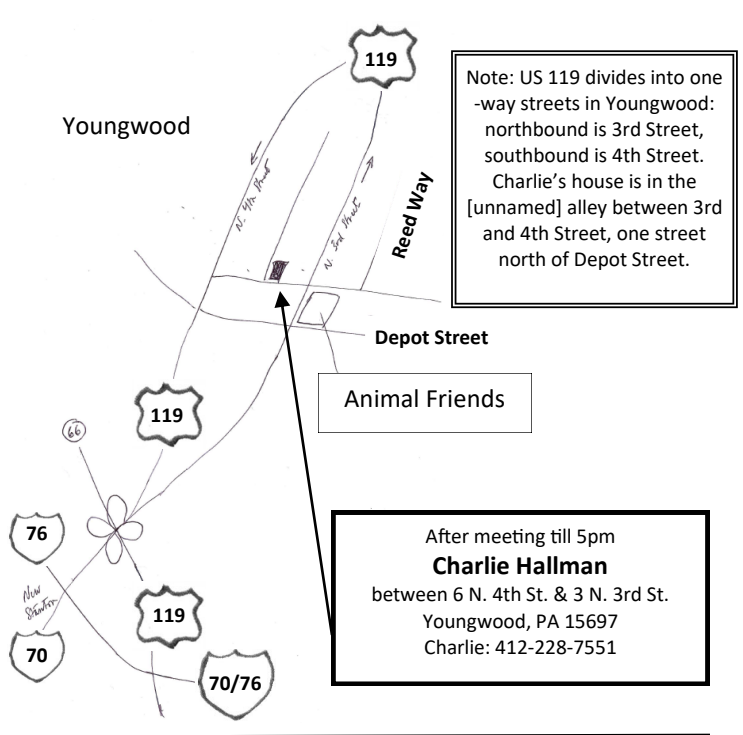 119
Note: US 119 divides into one
-way streets in Youngwood:
northbound is 3rd Street,
southbound is 4th Street.
Charlie's house is in the
[unnamed] alley between 3rd
and 4th Street, one street
north of Depot Street.
Youngwood
N. 4th Street
N. 3rd Street
Reed Way
Depot Street
Animal Friends
119
66
76
New
Stanton
119
70
70/76
After meeting till 5pm
Charlie Hallman
between 6 N. 4th St. & 3 N. 3rd St.
Youngwood, PA 15697
Charlie: 412-228-7551